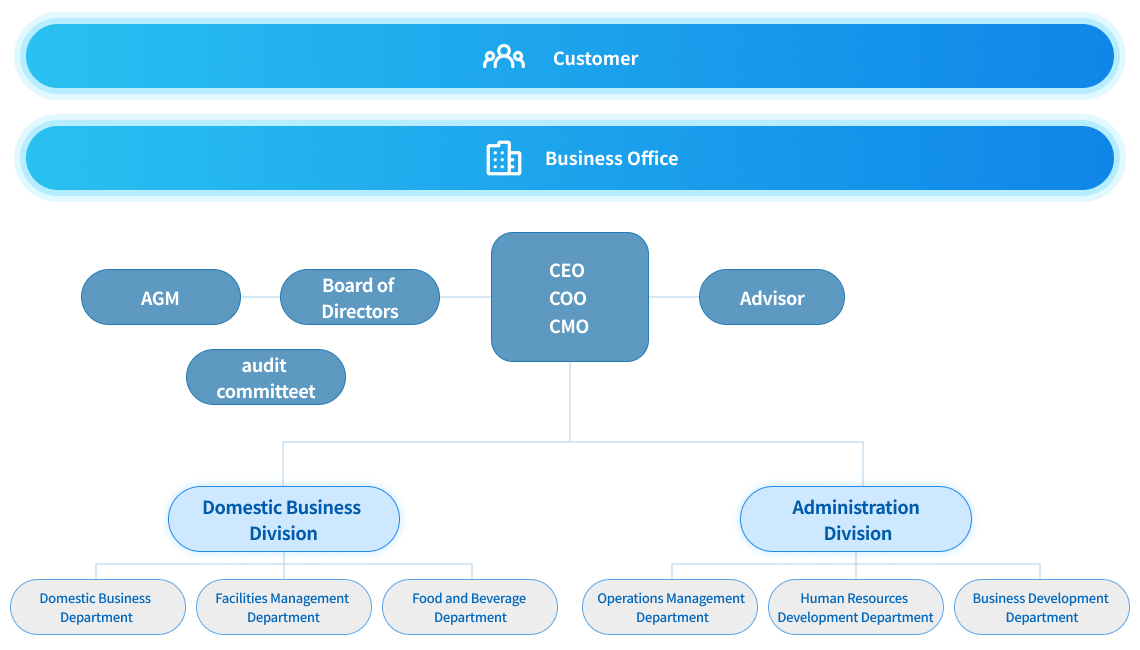 Customer
Business Office
CEO
COO
CMO
AGM
Board of
Directors
Advisor
audit
committeet
Domestic Business
Division
Administration
Division
Domestic Business
Department
Facilities Management
Department
Food and Beverage
Department
Operations Management
Department
Human Resources
Development Department
Business Development
Department